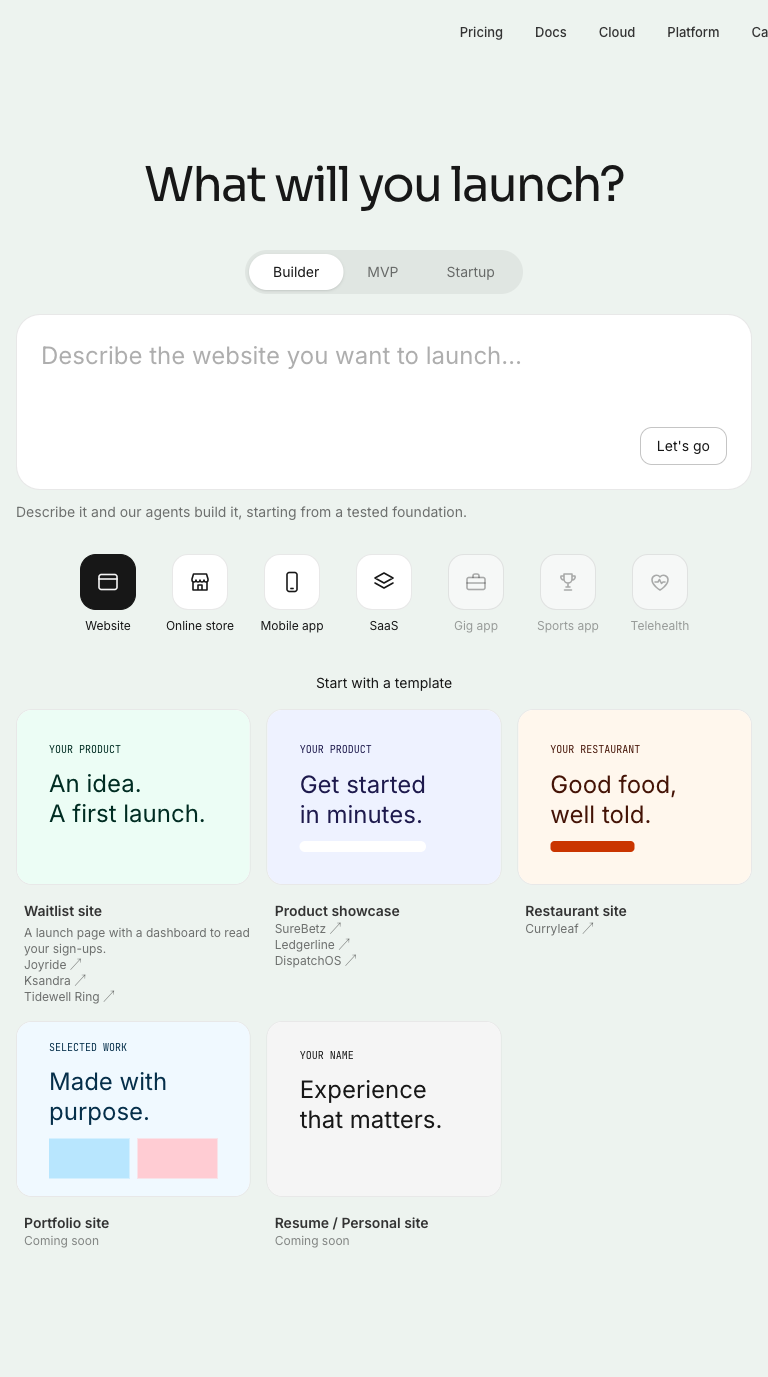 Pricing Docs Cloud Platform Ca
What will you launch?
Builder MVP Startup
Describe the website you want to launch...
Let's go
Describe it and our agents build it, starting from a tested foundation.
Website Online store Mobile app SaaS Gig app Sports app Telehealth
Start with a template
YOUR PRODUCT
An idea.
A first launch.
YOUR PRODUCT
Get started
in minutes.
YOUR RESTAURANT
Good food,
well told.
Waitlist site
A launch page with a dashboard to read
your sign-ups.
Joyride ↗
Ksandra ↗
Tidewell Ring ↗
Product showcase
SureBetz ↗
Ledgerline ↗
DispatchOS ↗
Restaurant site
Curryleaf ↗
SELECTED WORK
Made with
purpose.
YOUR NAME
Experience
that matters.
Portfolio site
Coming soon
Resume / Personal site
Coming soon